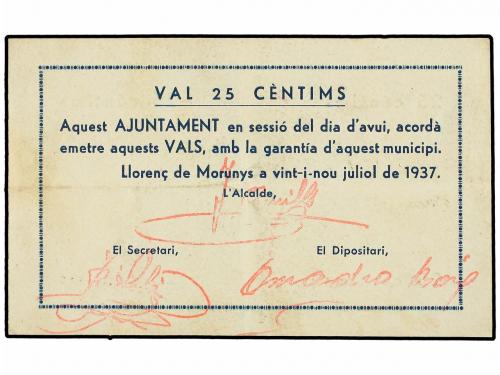 VAL 25 CÈNTIMS
Aquest AJUNTAMENT en sessió del dia d'avui, acordà
emetre aquests VALS, amb la garantía d'aquest municipi.
Llorenç de Morunys a vint-i-nou juliol de 1937.
L'Alcalde,
El Secretari, El Dipositari,